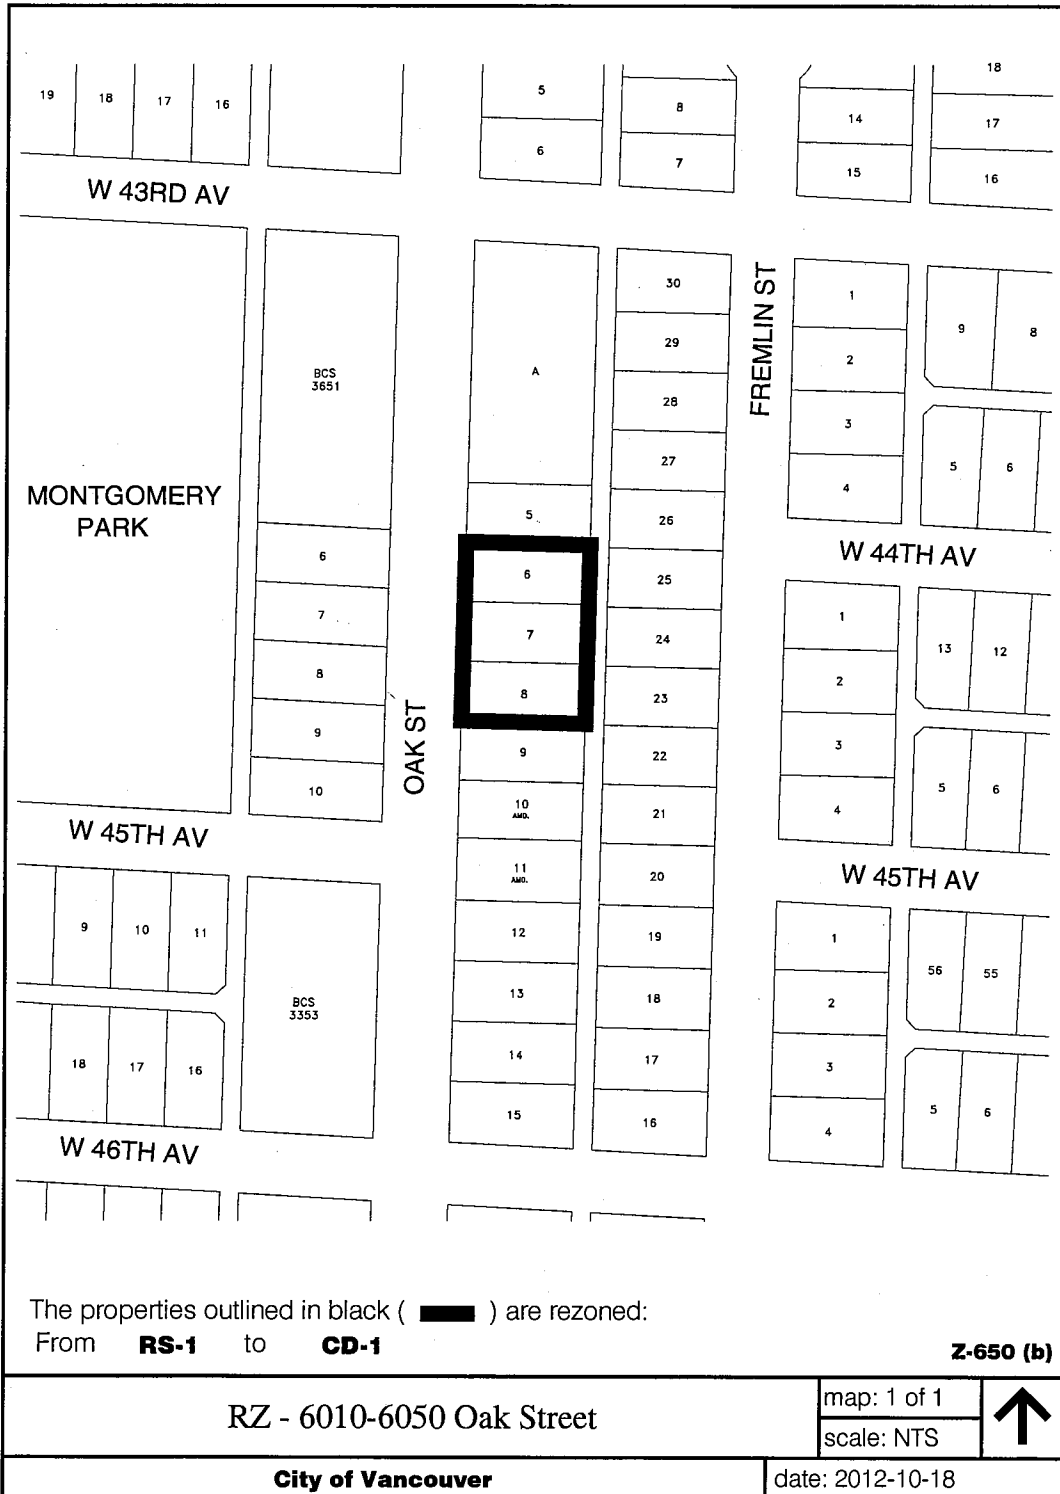 19 18 17 16
5
6
8
7
14
15
18
17
16
W 43RD AV
MONTGOMERY
PARK
BCS
3651
6
7
8
9
10
OAK ST
A
5
6
7
8
9
10
AMD.
11
AMD.
12
13
14
15
30
29
28
27
26
25
24
23
22
21
20
19
18
17
16
FREMLIN ST
1
2
3
4
9 8
5 6
W 44TH AV
1
2
3
4
13 12
5 6
W 45TH AV
W 45TH AV
9 10 11
18 17 16
BCS
3353
1
2
3
4
56 55
5 6
W 46TH AV
The properties outlined in black ( ) are rezoned:
From RS-1 to CD-1
Z-650 (b)
RZ - 6010-6050 Oak Street
map: 1 of 1
scale: NTS
City of Vancouver
date: 2012-10-18